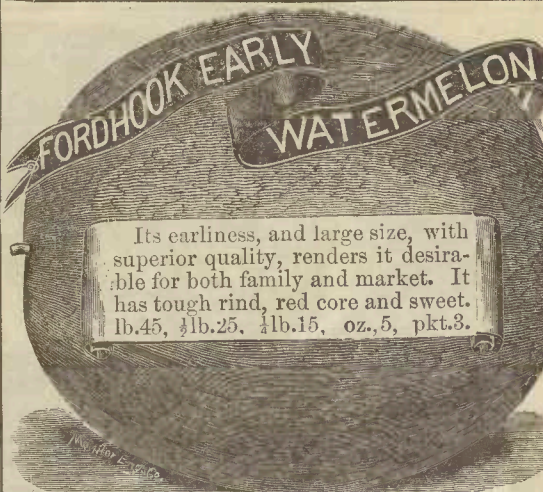 FORDHOOK EARLY
WATERMELON
Its earliness, and large size, with
superior quality, renders it desira-
ble for both family and market. It
has tough rind, red core and sweet.
lb.45, ½lb.25, ¼lb.15, oz.,5, pkt.3.